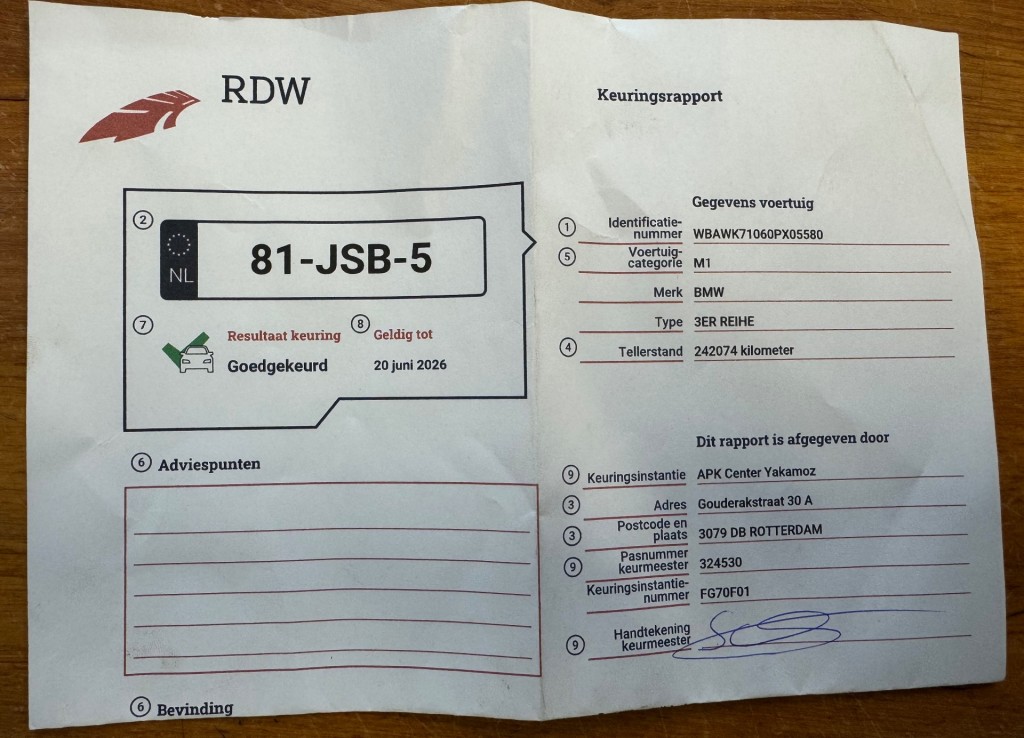 RDW
Keuringsrapport
2
NL
81-JSB-5
7
Resultaat keuring
Goedgekeurd
8
Geldig tot
20 juni 2026
6 Adviespunten
6 Bevinding
Gegevens voertuig
1 Identificatie-
nummer WBAWK71060PX05580
5 Voertuig-
categorie M1
Merk BMW
Type 3ER REIHE
4 Tellerstand 242074 kilometer
Dit rapport is afgegeven door
9 Keuringsinstantie APK Center Yakamoz
3 Adres Gouderakstraat 30 A
3 Postcode en
plaats 3079 DB ROTTERDAM
9 Pasnummer
keurmeester 324530
Keuringsinstantie-
nummer FG70F01
9 Handtekening
keurmeester